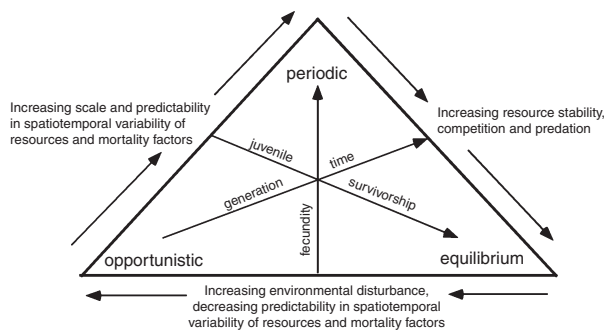 periodic
Increasing scale and predictability
in spatiotemporal variability of
resources and mortality factors
Increasing resource stability,
competition and predation
juvenile
time
generation
survivorship
fecundity
opportunistic
equilibrium
Increasing environmental disturbance,
decreasing predictability in spatiotemporal
variability of resources and mortality factors